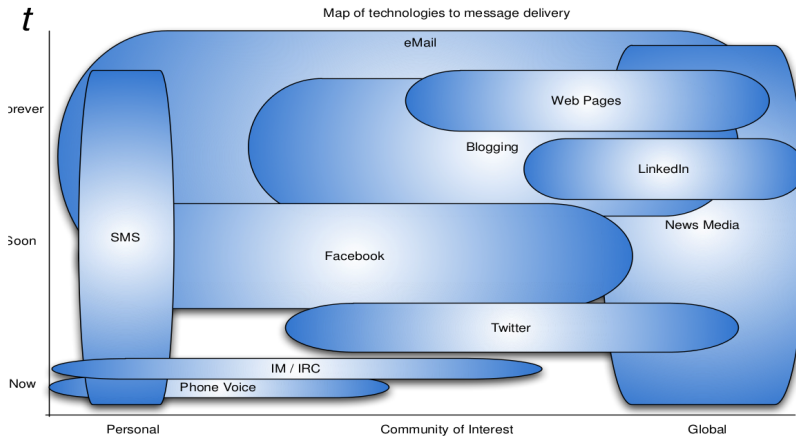 t
Map of technologies to message delivery
eMail
Web Pages
orever
Blogging
LinkedIn
News Media
SMS
Soon
Facebook
Twitter
IM / IRC
Now
Phone Voice
Personal
Community of Interest
Global